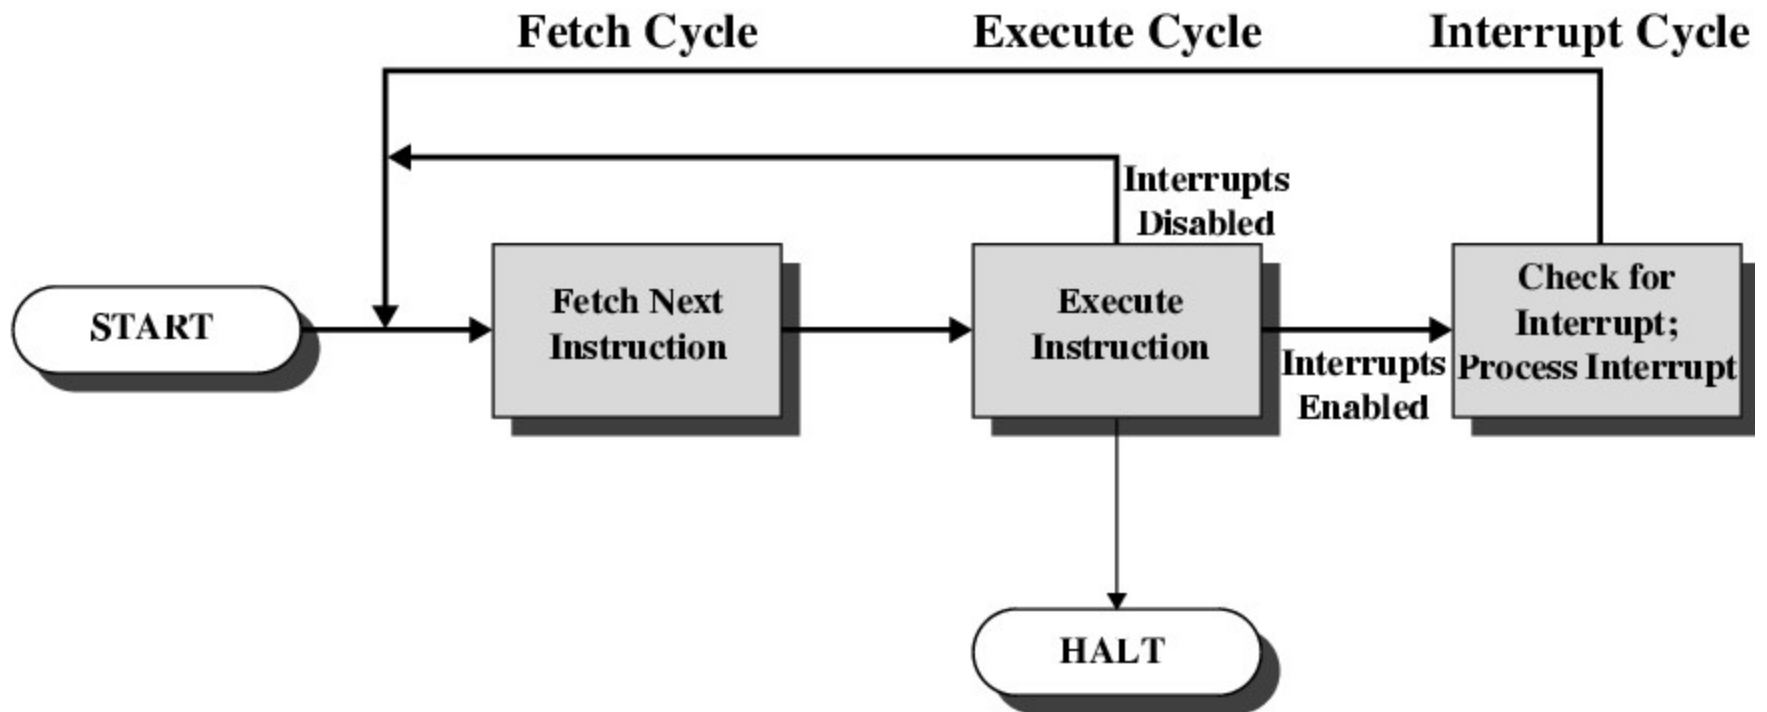 Fetch Cycle
Execute Cycle
Interrupt Cycle
Interrupts
Disabled
START
Fetch Next
Instruction
Execute
Instruction
Interrupts
Enabled
Check for
Interrupt;
Process Interrupt
HALT